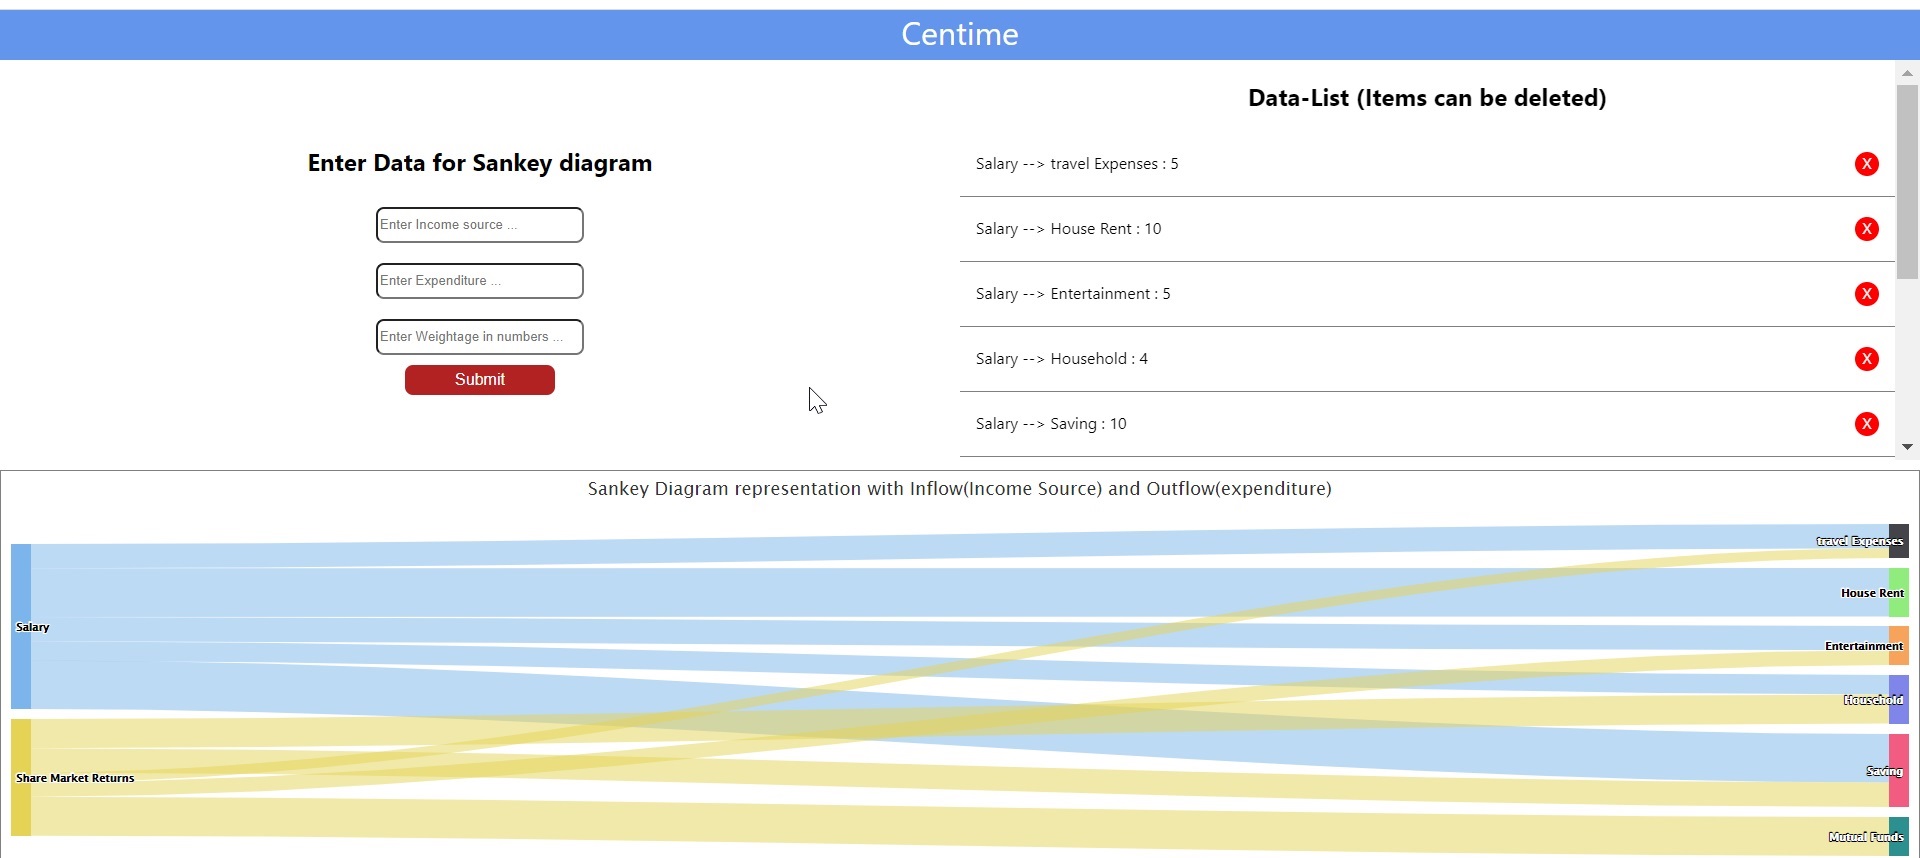 Centime
Enter Data for Sankey diagram
Enter Income source ...
Enter Expenditure ...
Enter Weightage in numbers ...
Submit
Data-List (Items can be deleted)
Salary --> travel Expenses : 5 X
Salary --> House Rent : 10 X
Salary --> Entertainment : 5 X
Salary --> Household : 4 X
Salary --> Saving : 10 X
Sankey Diagram representation with Inflow(Income Source) and Outflow(expenditure)
Salary
Share Market Returns
travel Expenses
House Rent
Entertainment
Household
Saving
Mutual Funds